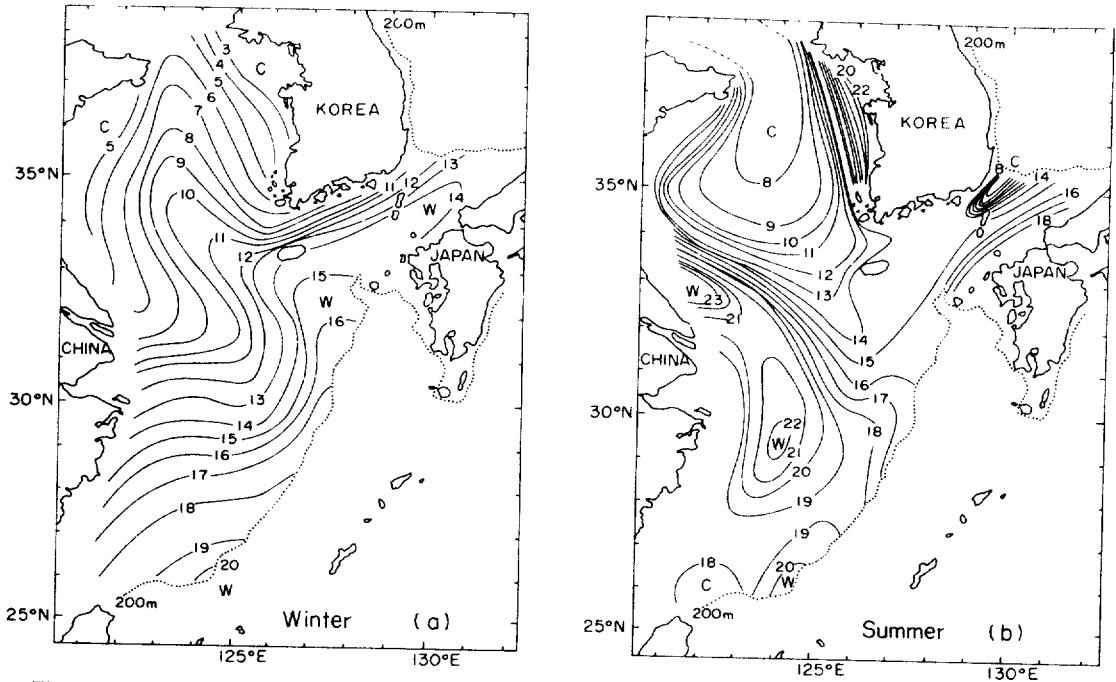 200m
3
4
C
5
6
7
KOREA
8
9
10
C
5
35°N
13
12
11
W
14
11
12
JAPAN
15
W
16
CHINA
30°N
13
14
15
16
17
18
19
20
W
200m
25°N
Winter (a)
125°E
130°E
200m
20
22
C
KOREA
C
8
14
16
18
35°N
8
9
10
11
12
13
JAPAN
W
23
21
CHINA
14
15
16
17
18
30°N
22
W
21
20
19
19
18
20
C
W
200m
25°N
Summer (b)
125°E
130°E